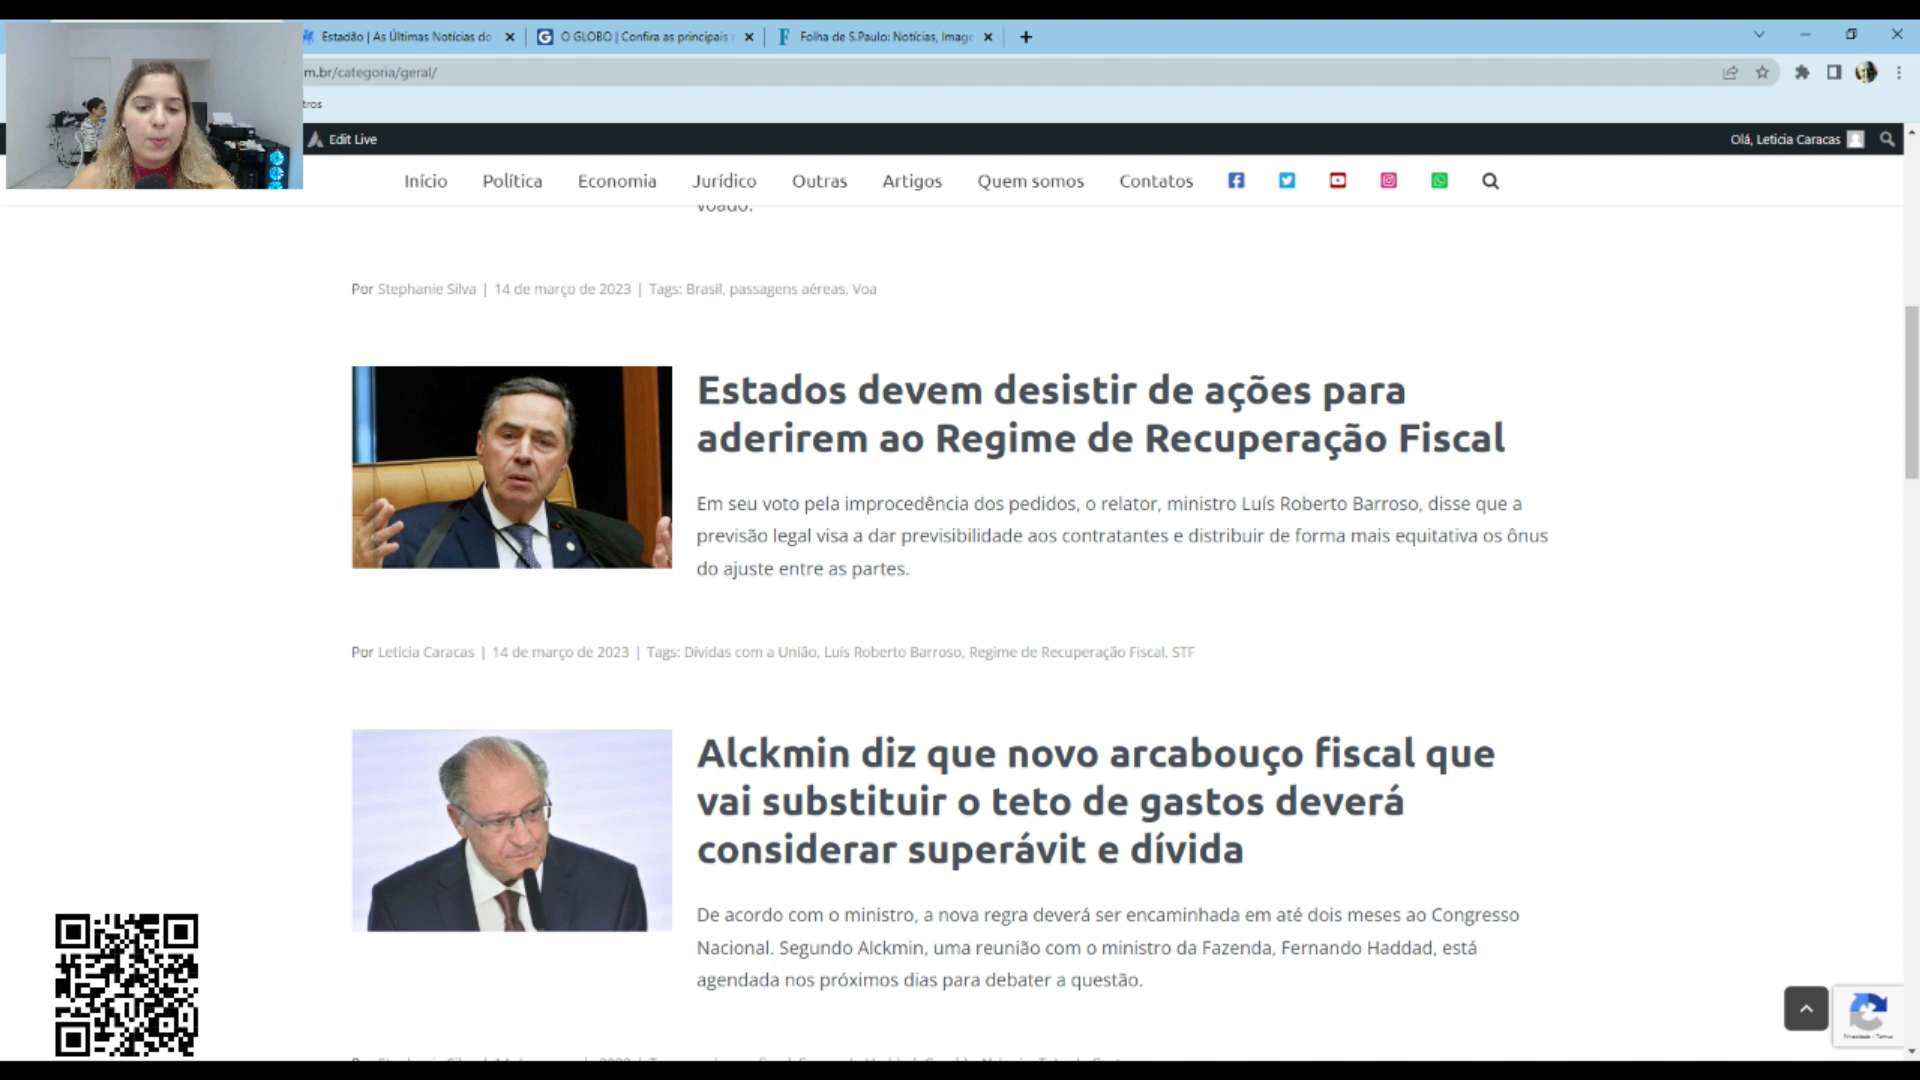 Estadão | As Últimas Notícias do
O GLOBO | Confira as principais
Folha de S.Paulo: Notícias, Image
m.br/categoria/geral/
tros
Edit Live
Olá, Leticia Caracas
Início Política Economia Jurídico Outras Artigos Quem somos Contatos
voado.
Por Stephanie Silva | 14 de março de 2023 | Tags: Brasil, passagens aéreas, Voa
Estados devem desistir de ações para
aderirem ao Regime de Recuperação Fiscal
Em seu voto pela improcedência dos pedidos, o relator, ministro Luís Roberto Barroso, disse que a
previsão legal visa a dar previsibilidade aos contratantes e distribuir de forma mais equitativa os ônus
do ajuste entre as partes.
Por Leticia Caracas | 14 de março de 2023 | Tags: Dívidas com a União, Luís Roberto Barroso, Regime de Recuperação Fiscal, STF
Alckmin diz que novo arcabouço fiscal que
vai substituir o teto de gastos deverá
considerar superávit e dívida
De acordo com o ministro, a nova regra deverá ser encaminhada em até dois meses ao Congresso
Nacional. Segundo Alckmin, uma reunião com o ministro da Fazenda, Fernando Haddad, está
agendada nos próximos dias para debater a questão.